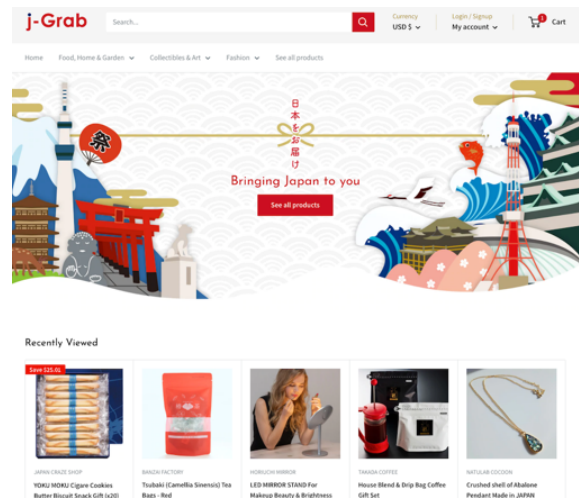 j-Grab
Search...
Currency
USD $
Login / Signup
My account
1
Cart
Home
Food, Home & Garden
Collectibles & Art
Fashion
See all products
祭
日本をお届け
Bringing Japan to you
See all products
Recently Viewed
Save $25.01
JAPAN CRAZE SHOP
YOKU MOKU Cigare Cookies
Butter Biscuit Snack Gift (x20)
BANZAI FACTORY
Tsubaki (Camellia Sinensis) Tea
Bags - Red
HORIUCHI MIRROR
LED MIRROR STAND For
Makeup Beauty & Brightness
TAKADA COFFEE
House Blend & Drip Bag Coffee
Gift Set
NATULAB COCOON
Crushed shell of Abalone
Pendant Made in JAPAN